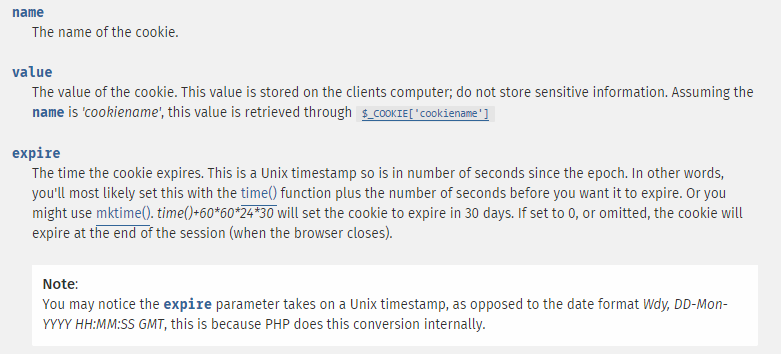 name
The name of the cookie.
value
The value of the cookie. This value is stored on the clients computer; do not store sensitive information. Assuming the
name is 'cookiename', this value is retrieved through $_COOKIE['cookiename']
expire
The time the cookie expires. This is a Unix timestamp so is in number of seconds since the epoch. In other words,
you'll most likely set this with the time() function plus the number of seconds before you want it to expire. Or you
might use mktime(). time()+60*60*24*30 will set the cookie to expire in 30 days. If set to 0, or omitted, the cookie will
expire at the end of the session (when the browser closes).
Note:
You may notice the expire parameter takes on a Unix timestamp, as opposed to the date format Wdy, DD-Mon-
YYYY HH:MM:SS GMT, this is because PHP does this conversion internally.